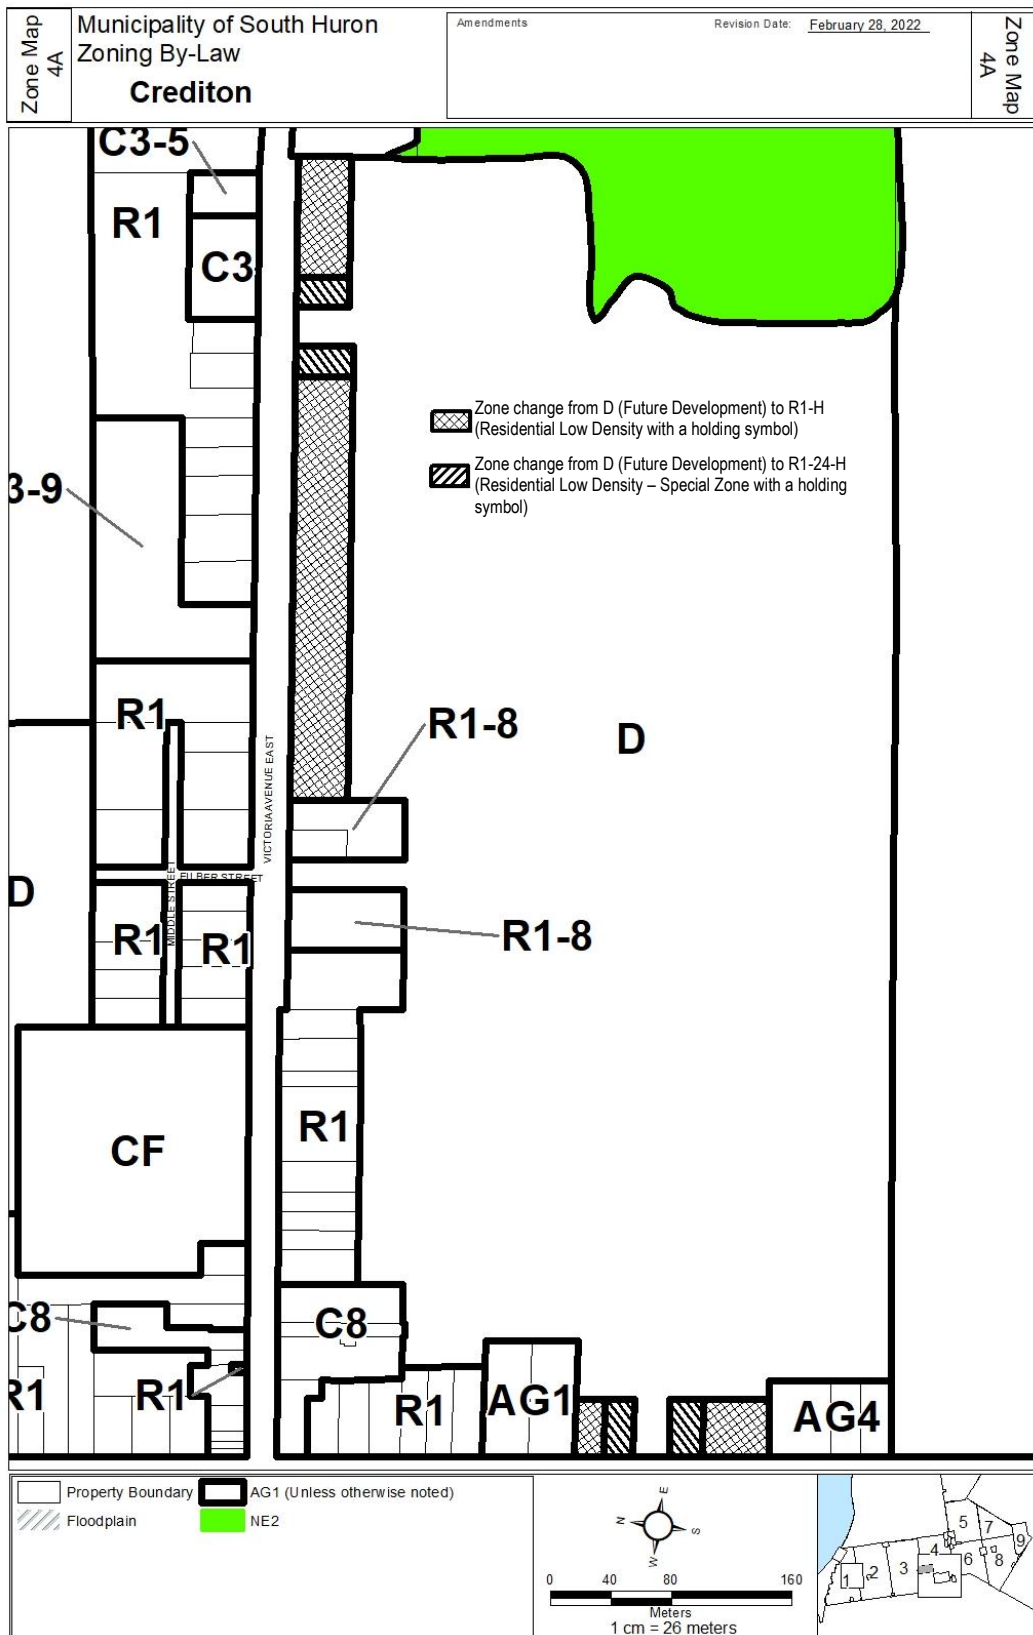 Zone Map
4A
Municipality of South Huron
Zoning By-Law
Crediton
Amendments
Revision Date: February 28, 2022
Zone Map
4A
C3-5
R1
C3
Zone change from D (Future Development) to R1-H
(Residential Low Density with a holding symbol)
Zone change from D (Future Development) to R1-24-H
(Residential Low Density – Special Zone with a holding
symbol)
3-9
R1
R1-8
D
VICTORIA AVENUE EAST
FILBER STREET
MIDDLE STREET
D
R1
R1
R1-8
CF
R1
C8
C8
R1
R1
R1
AG1
AG4
Property Boundary
AG1 (Unless otherwise noted)
Floodplain
NE2
N
E
S
W
0 40 80 160
Meters
1 cm = 26 meters
1
2
3
4
5
6
7
8
9